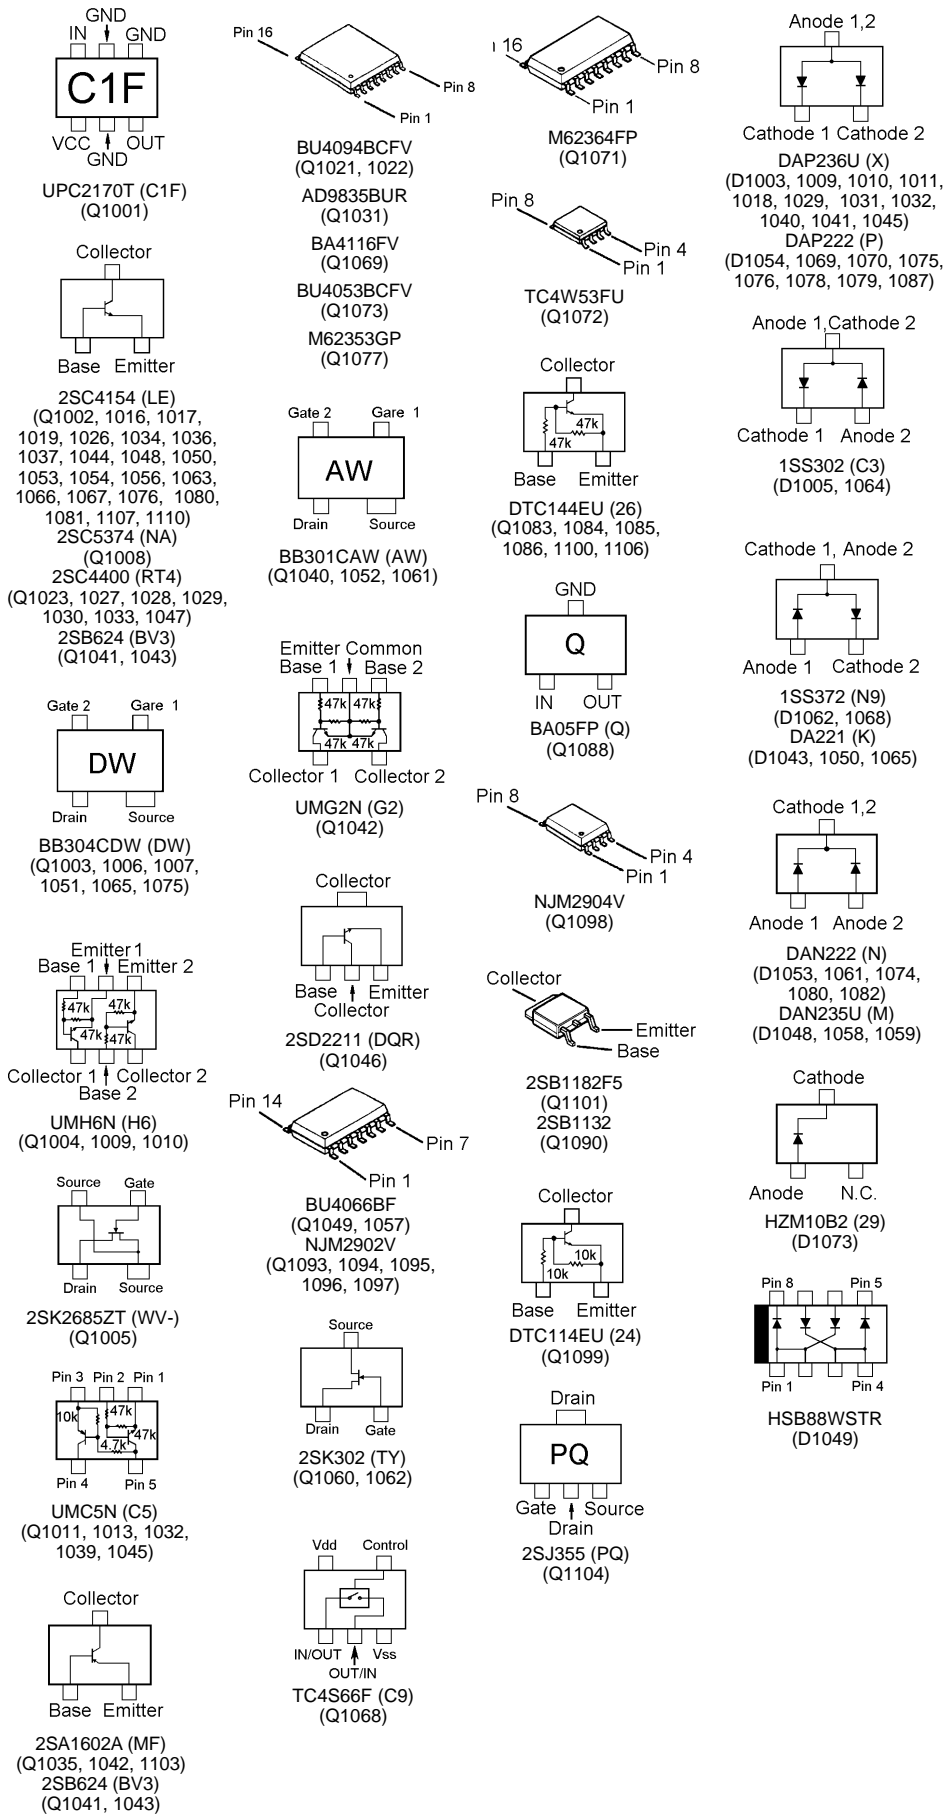 GND
IN GND
C1F
VCC OUT
GND
UPC2170T (C1F)
(Q1001)
Collector
Base Emitter
2SC4154 (LE)
(Q1002, 1016, 1017,
1019, 1026, 1034, 1036,
1037, 1044, 1048, 1050,
1053, 1054, 1056, 1063,
1066, 1067, 1076, 1080,
1081, 1107, 1110)
2SC5374 (NA)
(Q1008)
2SC4400 (RT4)
(Q1023, 1027, 1028, 1029,
1030, 1033, 1047)
2SB624 (BV3)
(Q1041, 1043)
Gate 2 Gare 1
DW
Drain Source
BB304CDW (DW)
(Q1003, 1006, 1007,
1051, 1065, 1075)
Emitter 1
Base 1 Emitter 2
47k 47k
47k 47k
Collector 1 Collector 2
Base 2
UMH6N (H6)
(Q1004, 1009, 1010)
Source Gate
Drain Source
2SK2685ZT (WV-)
(Q1005)
Pin 3 Pin 2 Pin 1
10k 47k
47k
4.7k
Pin 4 Pin 5
UMC5N (C5)
(Q1011, 1013, 1032,
1039, 1045)
Collector
Base Emitter
2SA1602A (MF)
(Q1035, 1042, 1103)
2SB624 (BV3)
(Q1041, 1043)
Pin 16
Pin 8
Pin 1
BU4094BCFV
(Q1021, 1022)
AD9835BUR
(Q1031)
BA4116FV
(Q1069)
BU4053BCFV
(Q1073)
M62353GP
(Q1077)
Gate 2 Gare 1
AW
Drain Source
BB301CAW (AW)
(Q1040, 1052, 1061)
Emitter Common
Base 1 Base 2
47k 47k
47k 47k
Collector 1 Collector 2
UMG2N (G2)
(Q1042)
Collector
Base Emitter
Collector
2SD2211 (DQR)
(Q1046)
Pin 14
Pin 7
Pin 1
BU4066BF
(Q1049, 1057)
NJM2902V
(Q1093, 1094, 1095,
1096, 1097)
Source
Drain Gate
2SK302 (TY)
(Q1060, 1062)
Vdd Control
IN/OUT Vss
OUT/IN
TC4S66F (C9)
(Q1068)
16
Pin 8
Pin 1
M62364FP
(Q1071)
Pin 8
Pin 4
Pin 1
TC4W53FU
(Q1072)
Collector
47k
47k
Base Emitter
DTC144EU (26)
(Q1083, 1084, 1085,
1086, 1100, 1106)
GND
Q
IN OUT
BA05FP (Q)
(Q1088)
Pin 8
Pin 4
Pin 1
NJM2904V
(Q1098)
Collector
Emitter
Base
2SB1182F5
(Q1101)
2SB1132
(Q1090)
Collector
10k
10k
Base Emitter
DTC114EU (24)
(Q1099)
Drain
PQ
Gate Source
Drain
2SJ355 (PQ)
(Q1104)
Anode 1,2
Cathode 1 Cathode 2
DAP236U (X)
(D1003, 1009, 1010, 1011,
1018, 1029, 1031, 1032,
1040, 1041, 1045)
DAP222 (P)
(D1054, 1069, 1070, 1075,
1076, 1078, 1079, 1087)
Anode 1,Cathode 2
Cathode 1 Anode 2
1SS302 (C3)
(D1005, 1064)
Cathode 1, Anode 2
Anode 1 Cathode 2
1SS372 (N9)
(D1062, 1068)
DA221 (K)
(D1043, 1050, 1065)
Cathode 1,2
Anode 1 Anode 2
DAN222 (N)
(D1053, 1061, 1074,
1080, 1082)
DAN235U (M)
(D1048, 1058, 1059)
Cathode
Anode N.C.
HZM10B2 (29)
(D1073)
Pin 8 Pin 5
Pin 1 Pin 4
HSB88WSTR
(D1049)